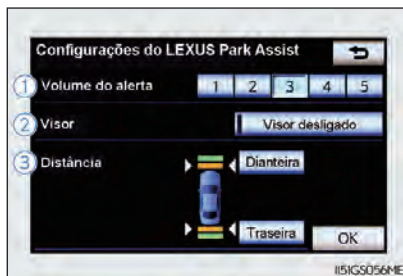 Configurações do LEXUS Park Assist
1 Volume do alerta 1 2 3 4 5
2 Visor Visor desligado
3 Distância Dianteira
Traseira OK
II5IGS056ME